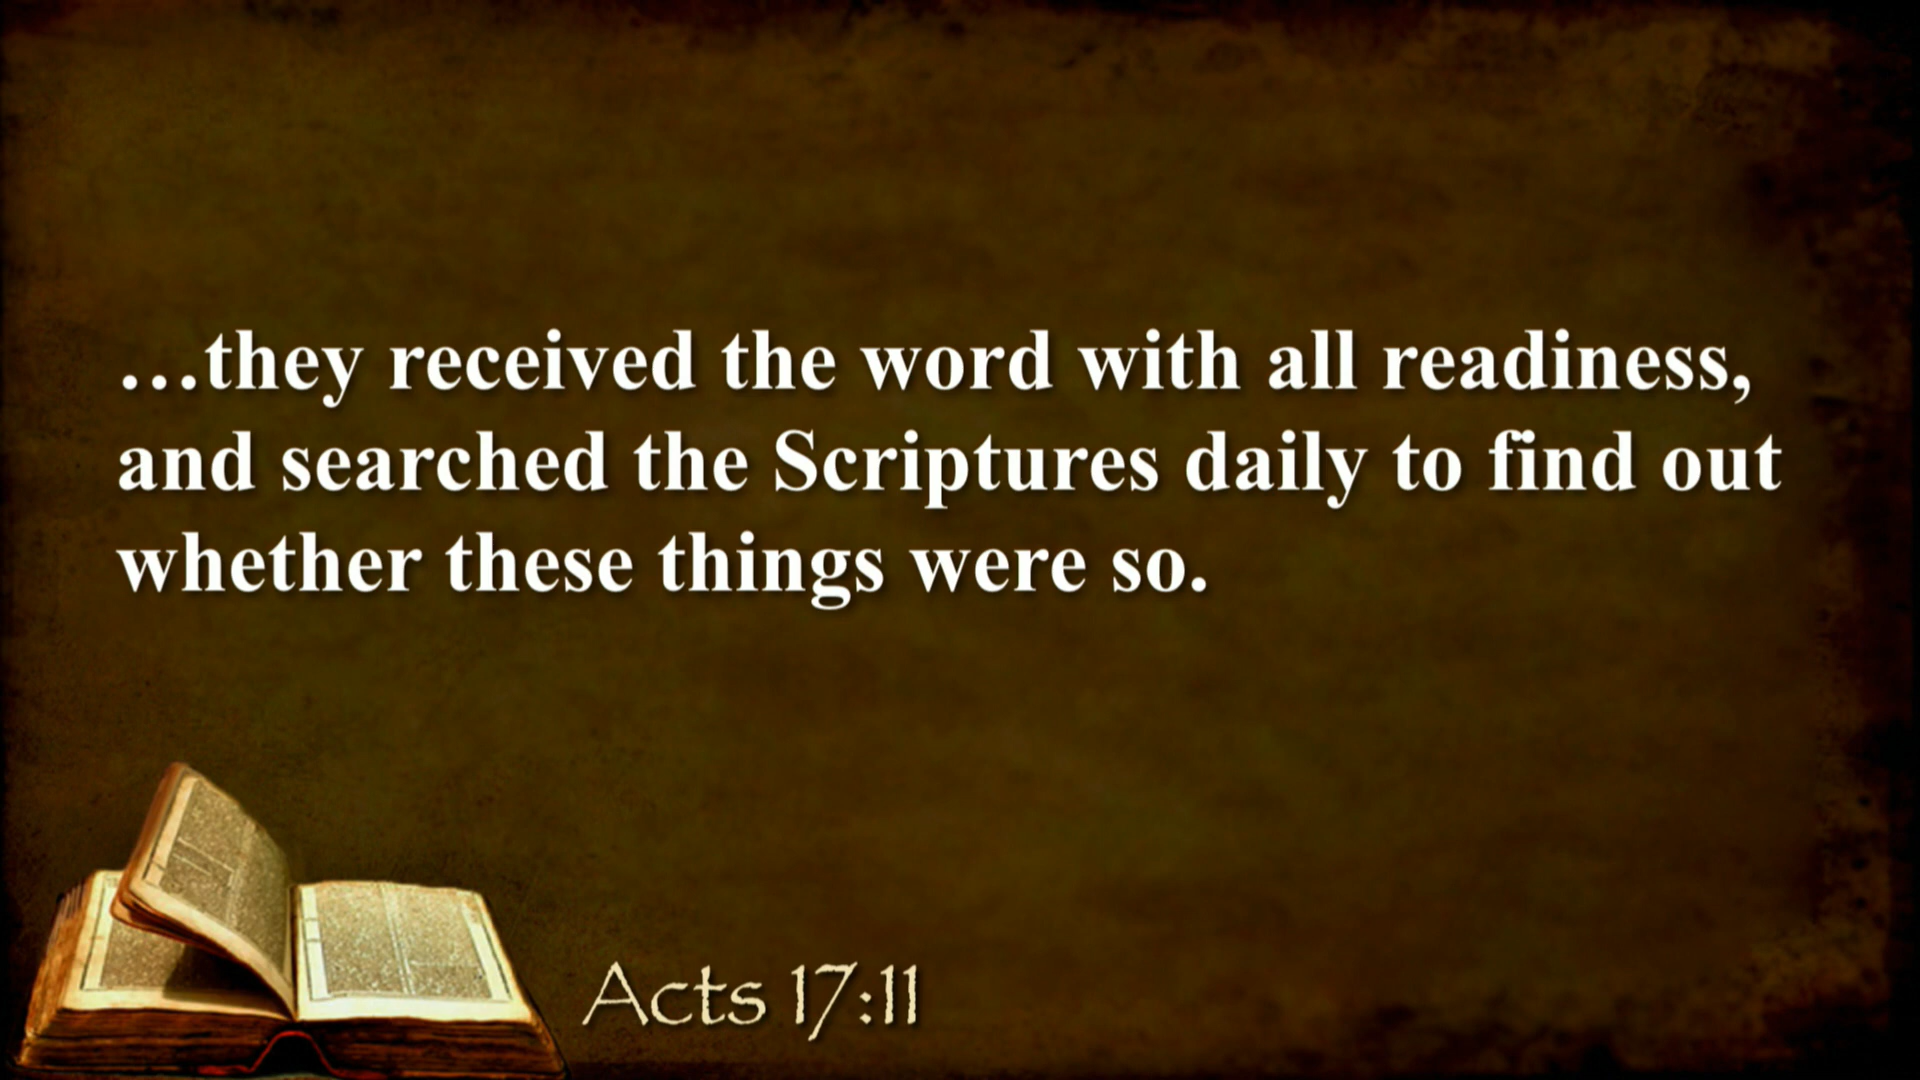 …they received the word with all readiness,
and searched the Scriptures daily to find out
whether these things were so.
Acts 17:11